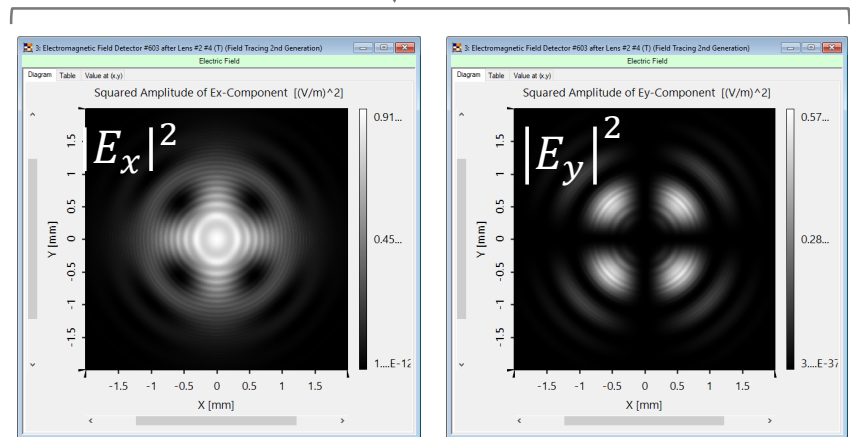 3: Electromagnetic Field Detector #603 after Lens #2 #4 (T) (Field Tracing 2nd Generation)
Electric Field
Diagram Table Value at (x,y)
Squared Amplitude of Ex-Component [(V/m)^2]
|E_x|^2
Y [mm]
1.5
1
0.5
0
-0.5
-1
-1.5
-1.5 -1 -0.5 0 0.5 1 1.5
X [mm]
0.91...
0.45...
1....E-12
3: Electromagnetic Field Detector #603 after Lens #2 #4 (T) (Field Tracing 2nd Generation)
Electric Field
Diagram Table Value at (x,y)
Squared Amplitude of Ey-Component [(V/m)^2]
|E_y|^2
Y [mm]
1.5
1
0.5
0
-0.5
-1
-1.5
-1.5 -1 -0.5 0 0.5 1 1.5
X [mm]
0.57...
0.28...
3....E-37